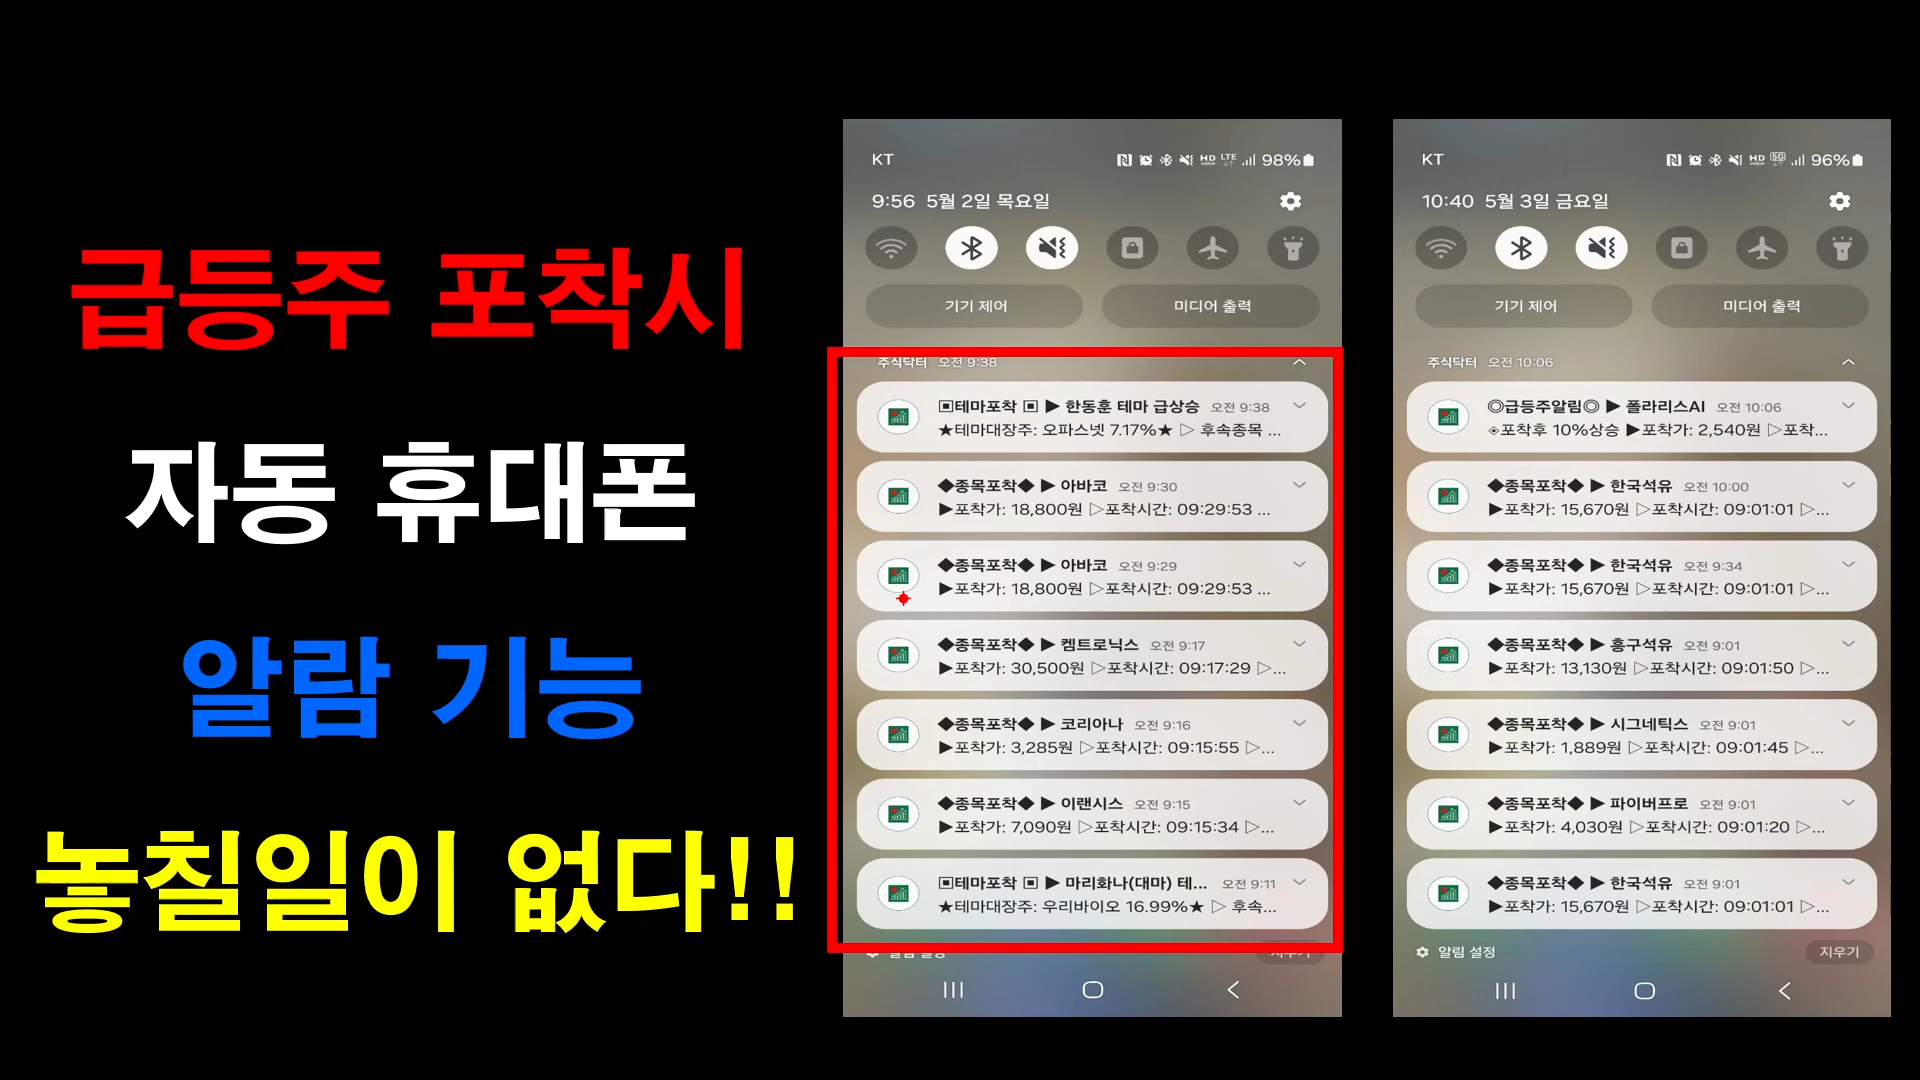 급등주 포착시
자동 휴대폰
알람 기능
놓칠일이 없다!!
KT
HD LTE 98%
9:56 5월 2일 목요일
기기 제어 미디어 출력
주식닥터 오전 9:38
▣테마포착 ▣ ▶ 한동훈 테마 급상승 오전 9:38
★테마대장주: 오파스넷 7.17%★ ▷ 후속종목 ...
◆종목포착◆ ▶ 아바코 오전 9:30
▶포착가: 18,800원 ▷포착시간: 09:29:53 ...
◆종목포착◆ ▶ 아바코 오전 9:29
▶포착가: 18,800원 ▷포착시간: 09:29:53 ...
◆종목포착◆ ▶ 켐트로닉스 오전 9:17
▶포착가: 30,500원 ▷포착시간: 09:17:29 ▷...
◆종목포착◆ ▶ 코리아나 오전 9:16
▶포착가: 3,285원 ▷포착시간: 09:15:55 ▷...
◆종목포착◆ ▶ 이랜시스 오전 9:15
▶포착가: 7,090원 ▷포착시간: 09:15:34 ▷...
▣테마포착 ▣ ▶ 마리화나(대마) 테... 오전 9:11
★테마대장주: 우리바이오 16.99%★ ▷ 후속...
KT
HD 5G 96%
10:40 5월 3일 금요일
기기 제어 미디어 출력
주식닥터 오전 10:06
◎급등주알림◎ ▶ 폴라리스AI 오전 10:06
◈포착후 10%상승 ▶포착가: 2,540원 ▷포착...
◆종목포착◆ ▶ 한국석유 오전 10:00
▶포착가: 15,670원 ▷포착시간: 09:01:01 ▷...
◆종목포착◆ ▶ 한국석유 오전 9:34
▶포착가: 15,670원 ▷포착시간: 09:01:01 ▷...
◆종목포착◆ ▶ 흥구석유 오전 9:01
▶포착가: 13,130원 ▷포착시간: 09:01:50 ▷...
◆종목포착◆ ▶ 시그네틱스 오전 9:01
▶포착가: 1,889원 ▷포착시간: 09:01:45 ▷...
◆종목포착◆ ▶ 파이버프로 오전 9:01
▶포착가: 4,030원 ▷포착시간: 09:01:20 ▷...
◆종목포착◆ ▶ 한국석유 오전 9:01
▶포착가: 15,670원 ▷포착시간: 09:01:01 ▷...
알림 설정 지우기